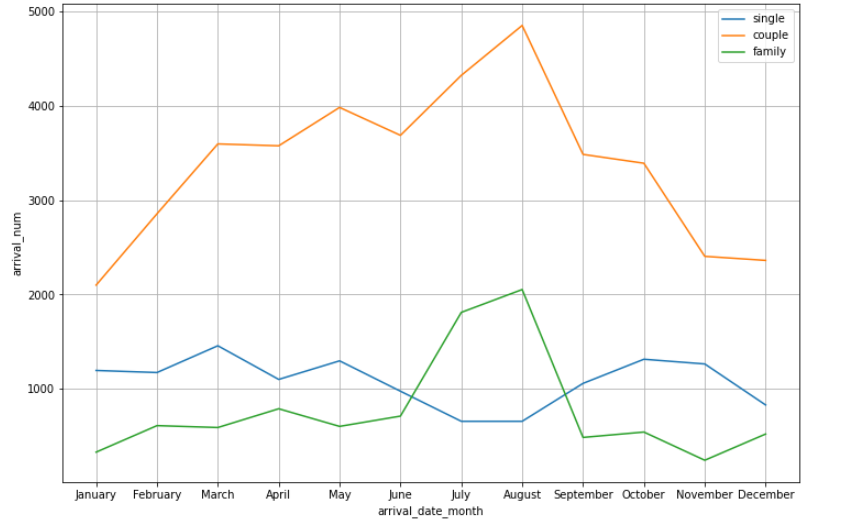 single
couple
family
5000
4000
3000
2000
1000
arrival_num
January February March April May June July August September October November December
arrival_date_month